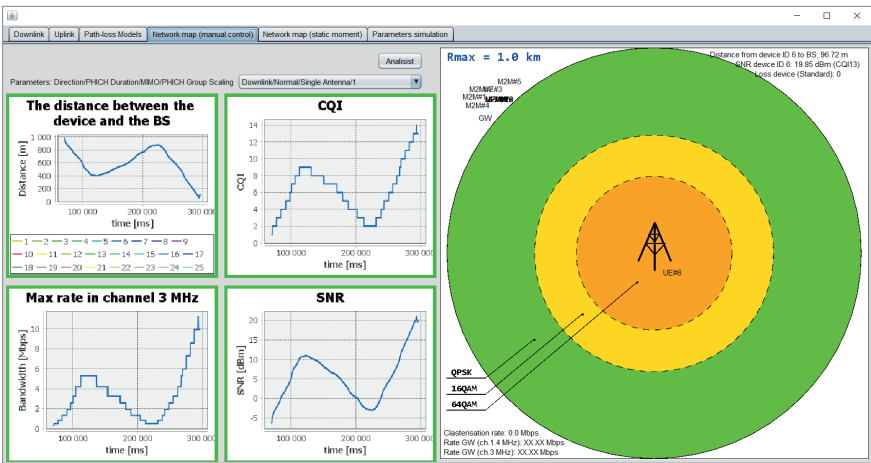 Downlink Uplink Path-loss Models Network map (manual control) Network map (static moment) Parameters simulation
Analisist
Parameters: Direction/PHICH Duration/MIMO/PHICH Group Scaling Downlink/Normal/Single Antenna/1
The distance between the
device and the BS
Distance [m]
1 000
800
600
400
200
0
100 000 200 000 300 000
time [ms]
1 2 3 4 5 6 7 8 9
10 11 12 13 14 15 16 17
18 19 20 21 22 23 24 25
CQI
CQI
14
12
10
8
6
4
2
0
100 000 200 000 300 000
time [ms]
Max rate in channel 3 MHz
Bandwidth [Mbps]
10
8
6
4
2
0
100 000 200 000 300 000
time [ms]
SNR
SNR [dBm]
20
15
10
5
0
-5
100 000 200 000 300 000
time [ms]
Rmax = 1.0 km
Distance from device ID 6 to BS: 96.72 m
SNR device ID 6: 19.85 dBm (CQI13)
Loss device (Standard): 0
M2M#5
M2M#4
GW
UE#6
QPSK
16QAM
64QAM
Clasterisation rate: 0.0 Mbps
Rate GW (ch.1.4 MHz): XX.XX Mbps
Rate GW (ch.3 MHz): XX.XX Mbps